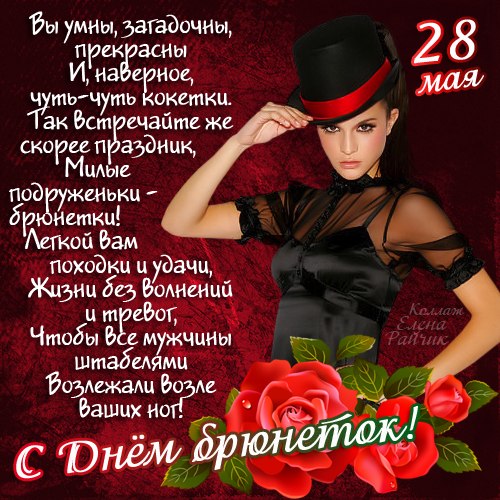 Вы умны, загадочны,
прекрасны
И, наверное,
чуть-чуть кокетки.
Так встречайте же
скорее праздник,
Милые
подруженьки -
брюнетки!
Легкой вам
походки и удачи,
Жизни без волнений
и тревог,
Чтобы все мужчины
штабелями
Возлежали возле
ваших ног!
28
мая
Коллаж
Елена
Райчик
С Днём брюнеток!